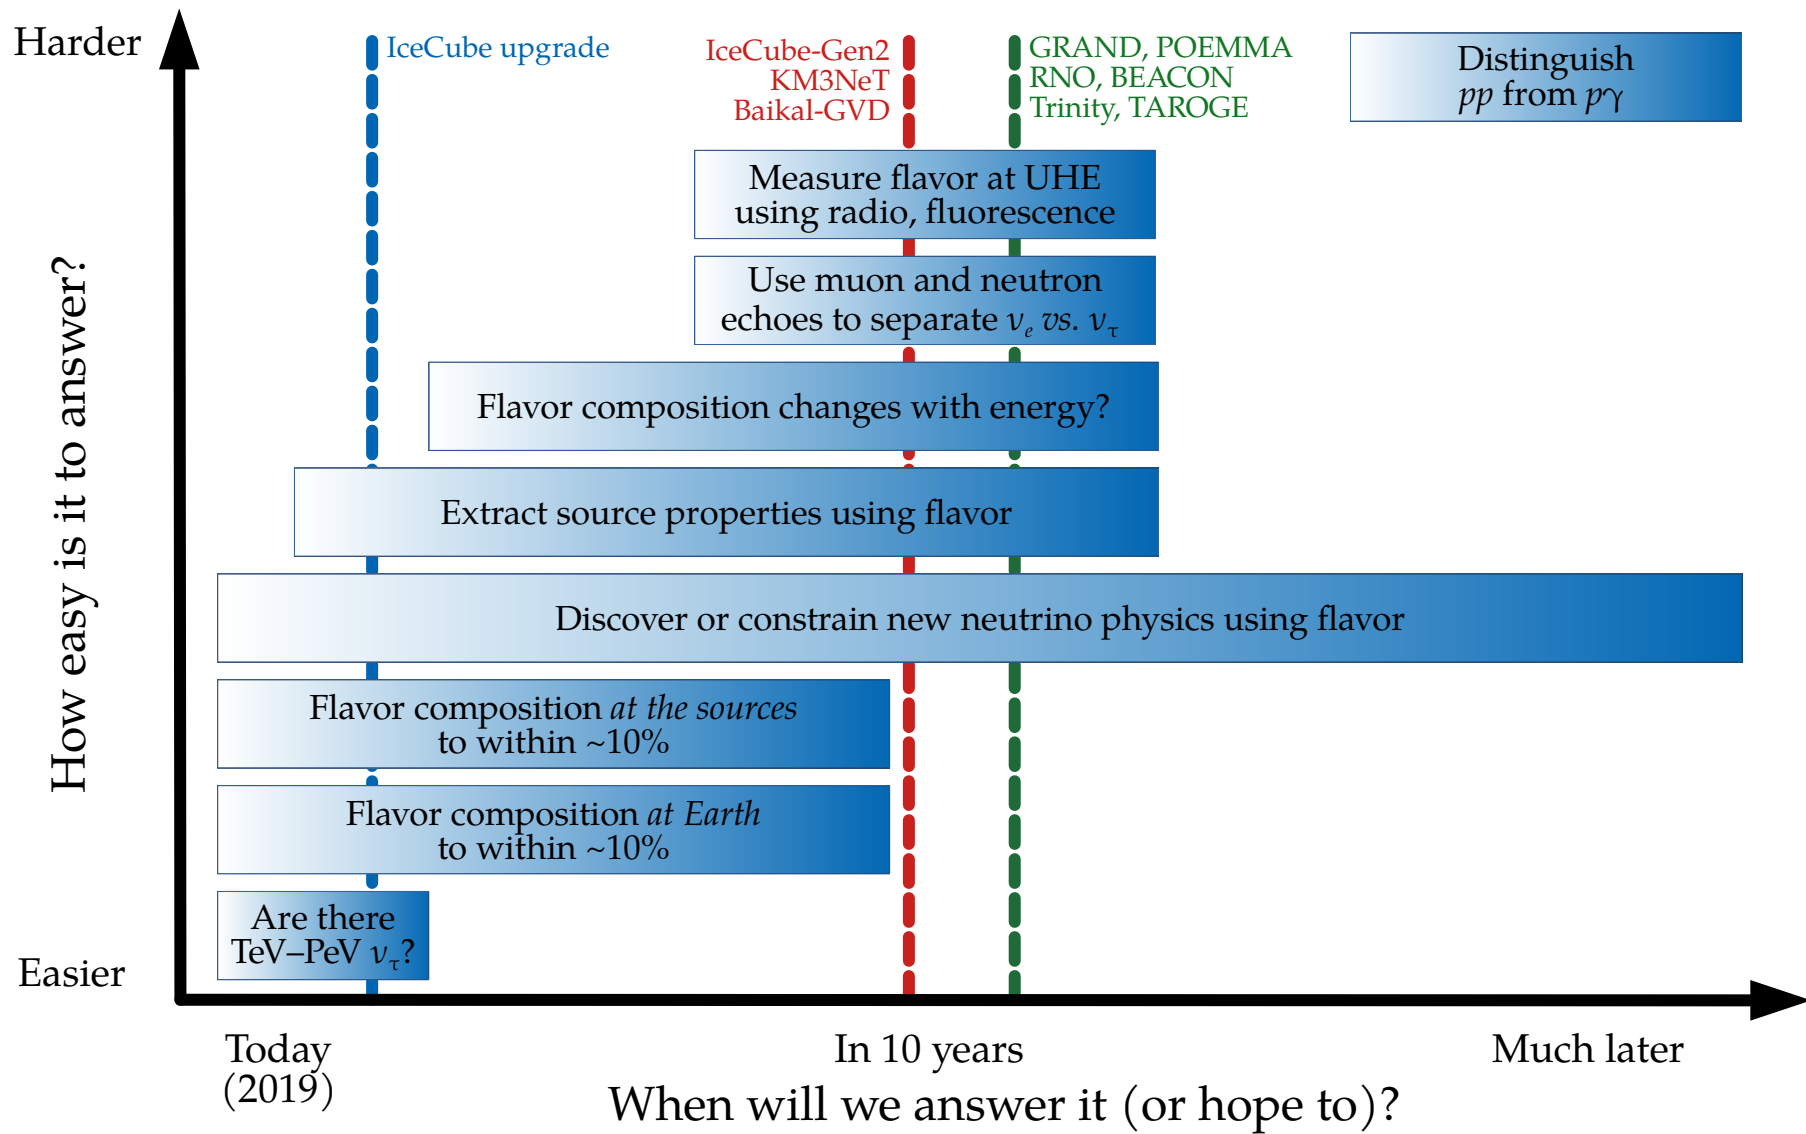 Harder
IceCube upgrade
IceCube-Gen2
KM3NeT
Baikal-GVD
GRAND, POEMMA
RNO, BEACON
Trinity, TAROGE
Distinguish
pp from pγ
Measure flavor at UHE
using radio, fluorescence
Use muon and neutron
echoes to separate νe vs. ντ
Flavor composition changes with energy?
Extract source properties using flavor
Discover or constrain new neutrino physics using flavor
Flavor composition at the sources
to within ~10%
Flavor composition at Earth
to within ~10%
Are there
TeV–PeV ντ?
How easy is it to answer?
Easier
Today
(2019)
In 10 years
Much later
When will we answer it (or hope to)?